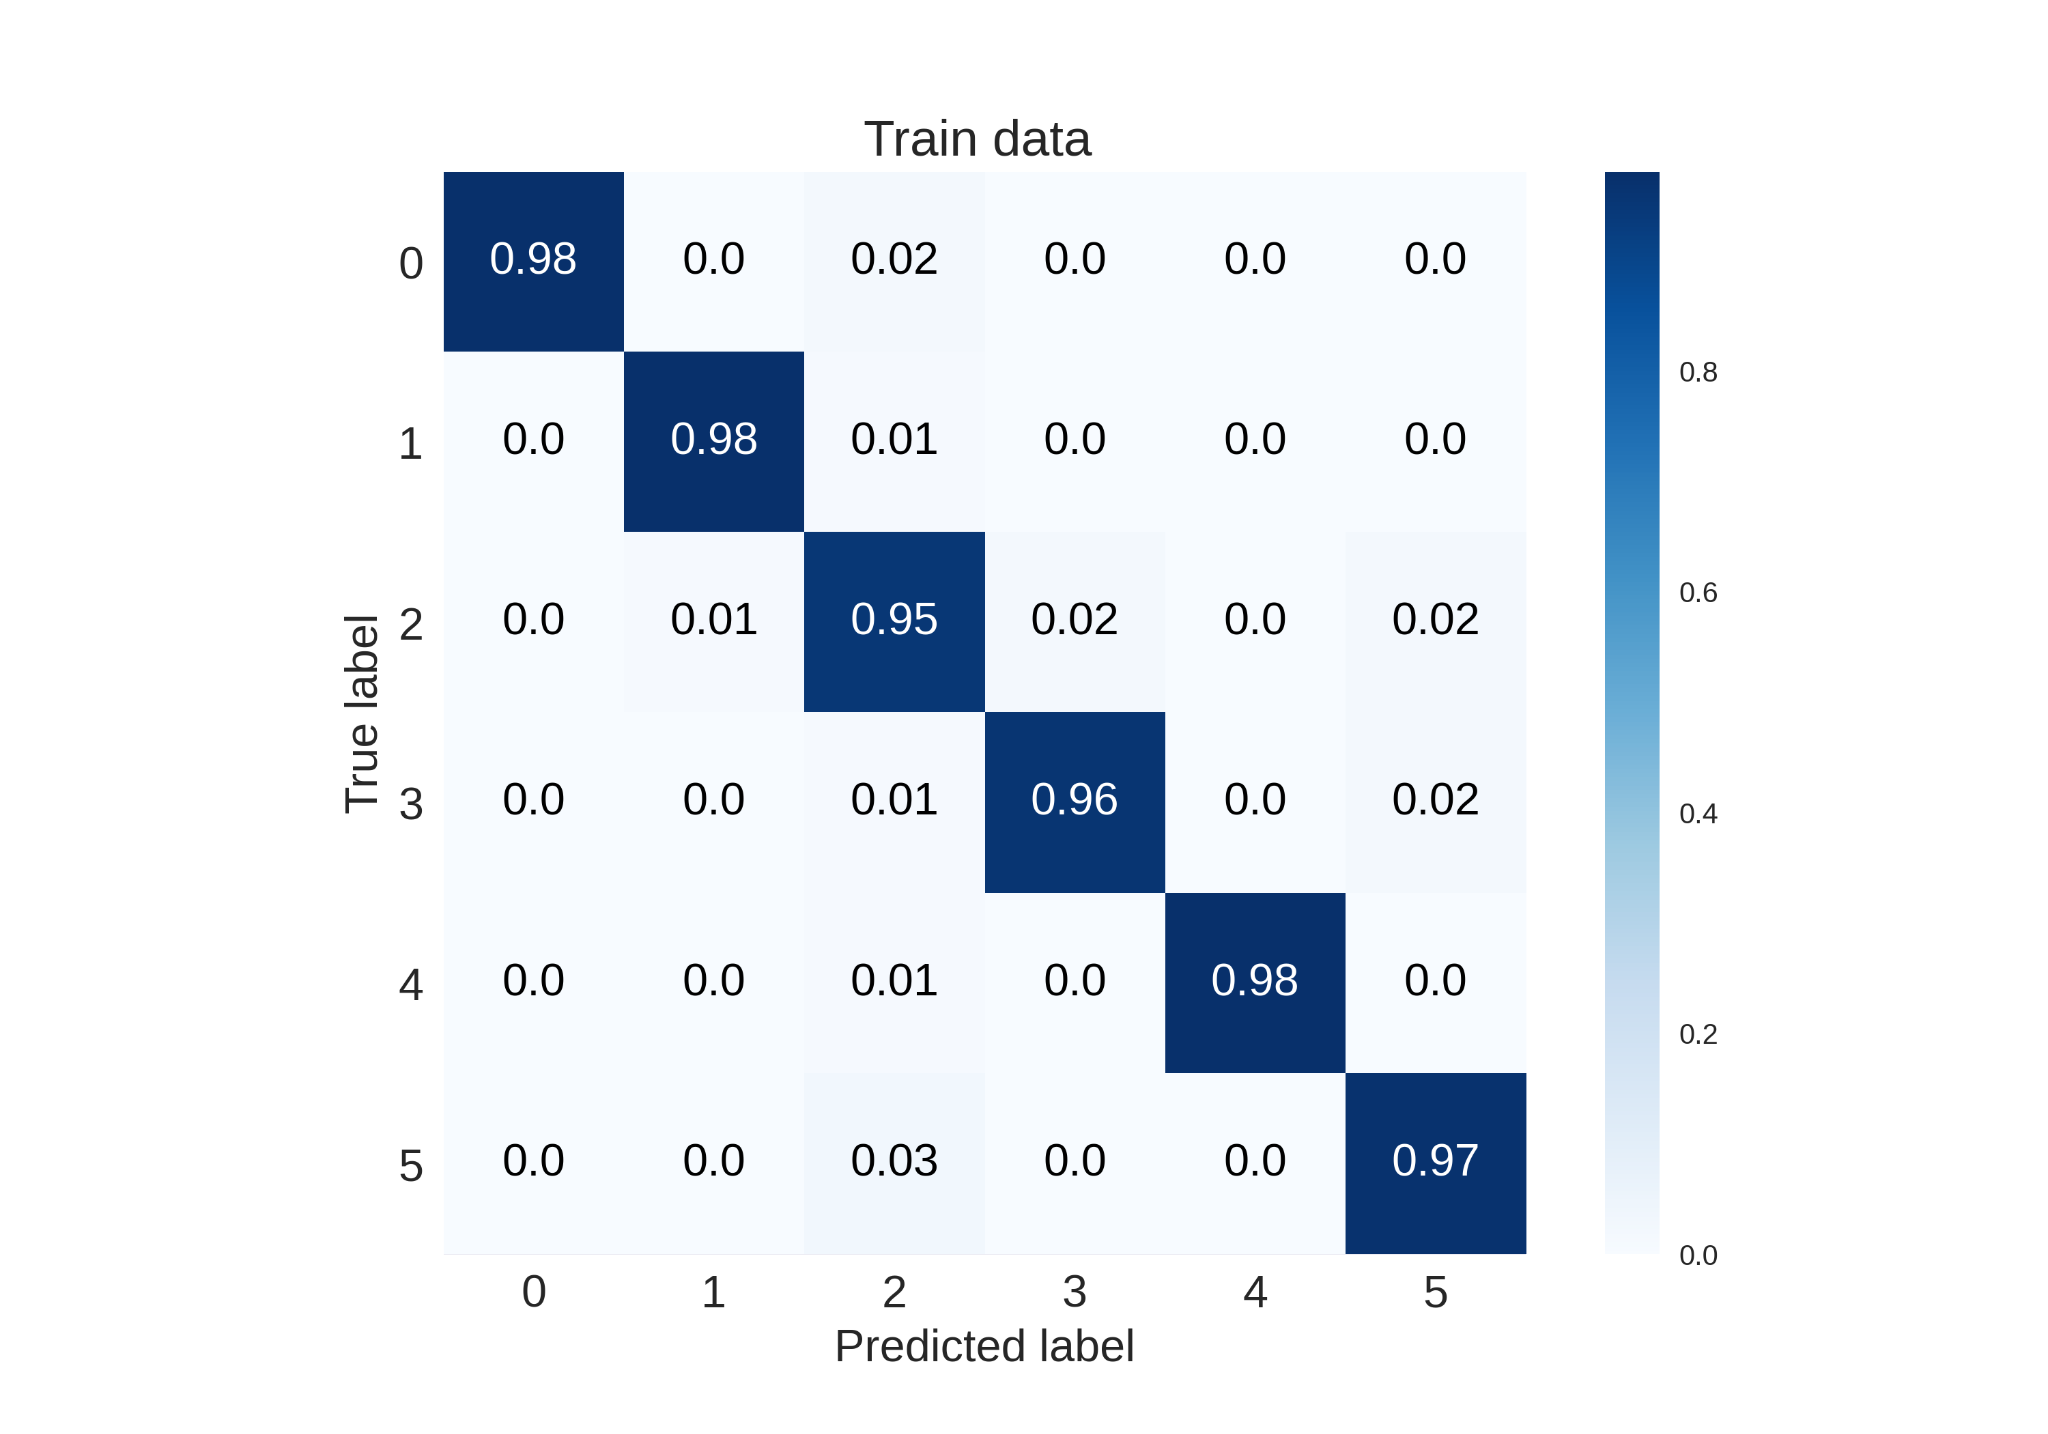 Train data
0 0.98 0.0 0.02 0.0 0.0 0.0
1 0.0 0.98 0.01 0.0 0.0 0.0
2 0.0 0.01 0.95 0.02 0.0 0.02
3 0.0 0.0 0.01 0.96 0.0 0.02
4 0.0 0.0 0.01 0.0 0.98 0.0
5 0.0 0.0 0.03 0.0 0.0 0.97
0 1 2 3 4 5
Predicted label
True label
0.8
0.6
0.4
0.2
0.0